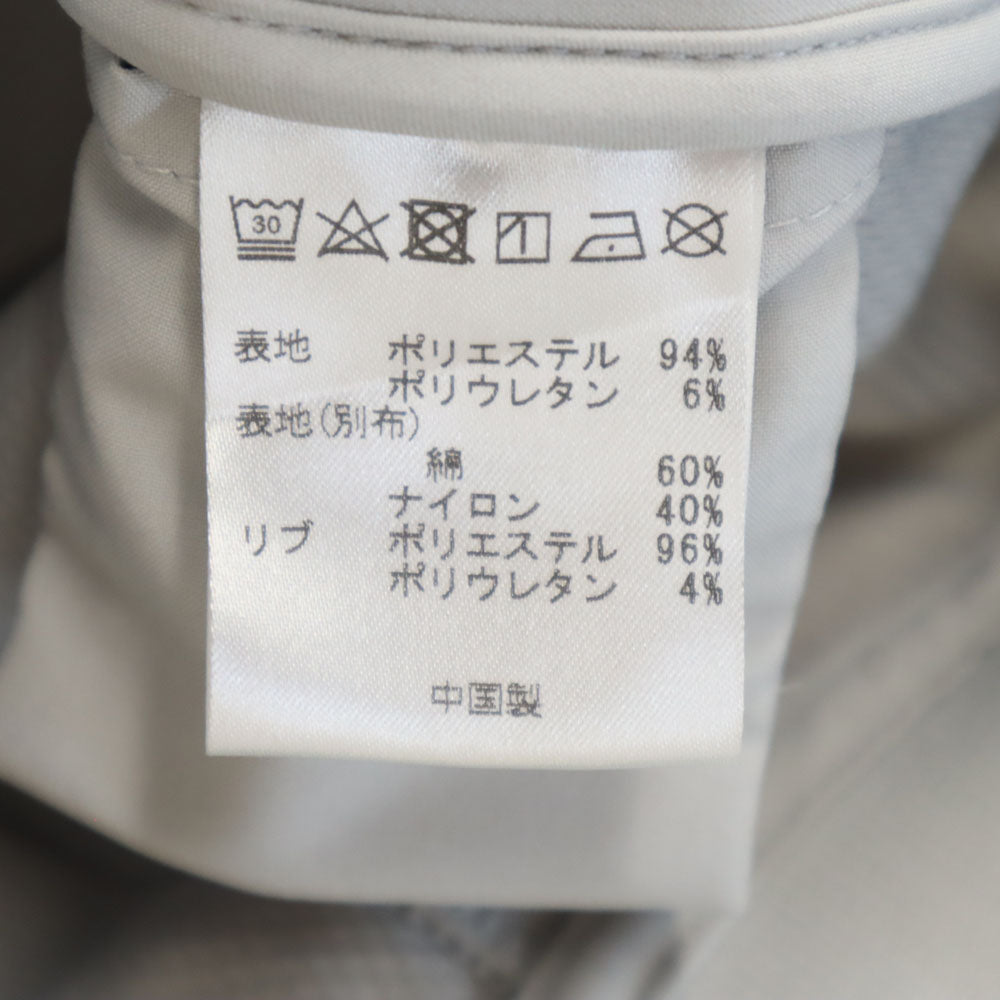 30
表地 ポリエステル 94%
ポリウレタン 6%
表地(別布)
綿 60%
ナイロン 40%
リブ ポリエステル 96%
ポリウレタン 4%
中国製